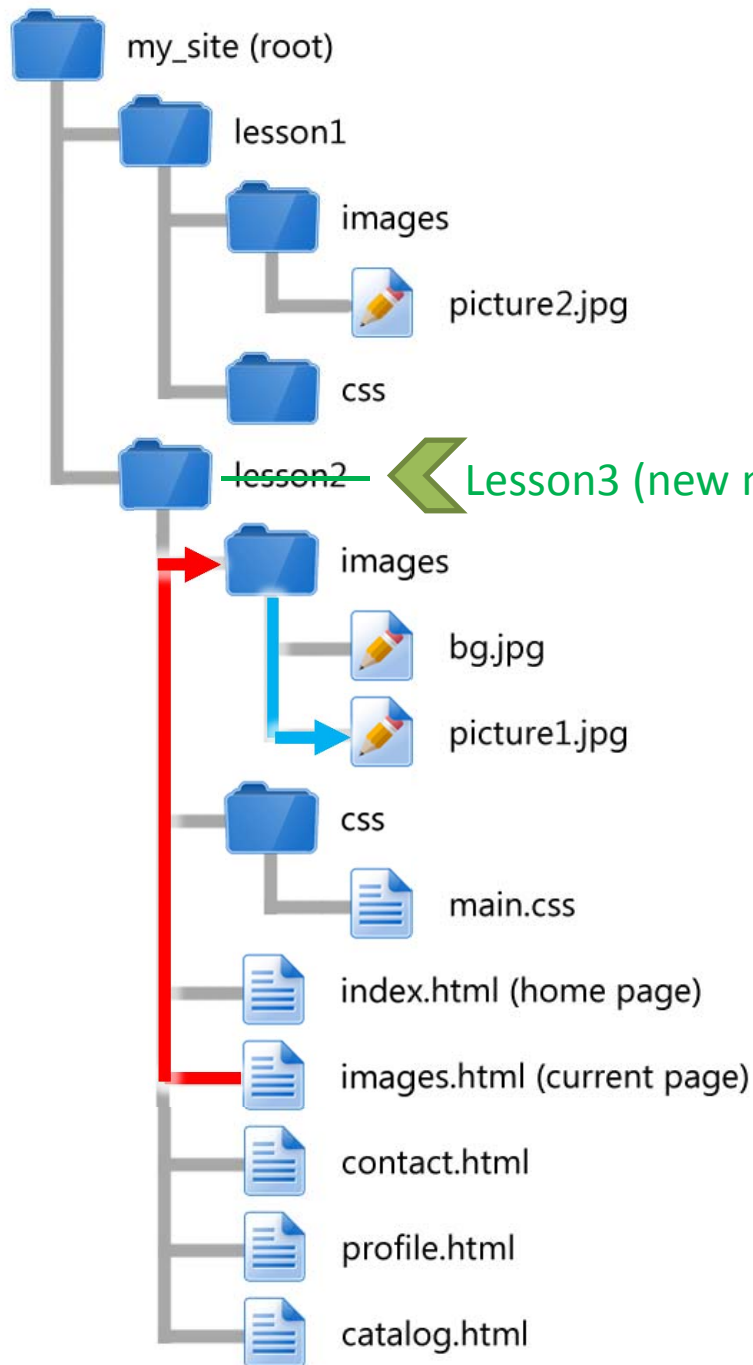 my_site (root)
lesson1
images
picture2.jpg
css
lesson2
Lesson3 (new
images
bg.jpg
picture1.jpg
css
main.css
index.html (home page)
images.html (current page)
contact.html
profile.html
catalog.html